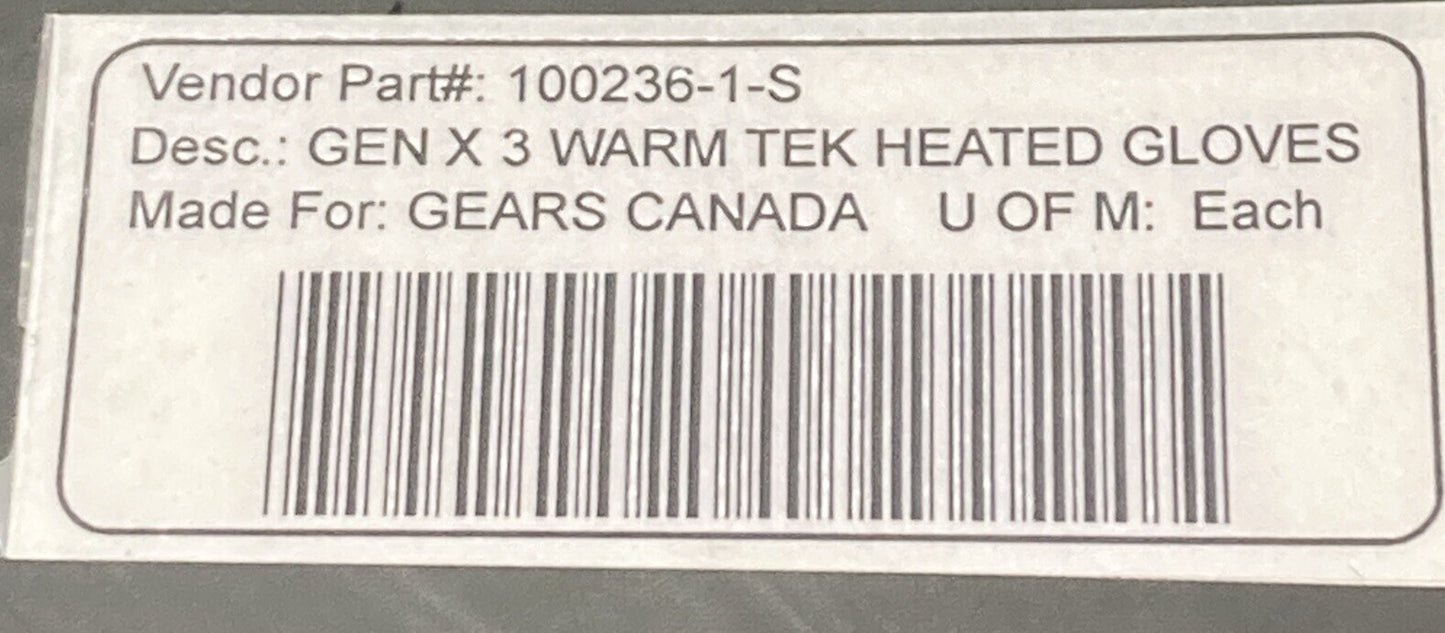 Vendor Part#: 100236-1-S
Desc.: GEN X 3 WARM TEK HEATED GLOVES
Made For: GEARS CANADA U OF M: Each